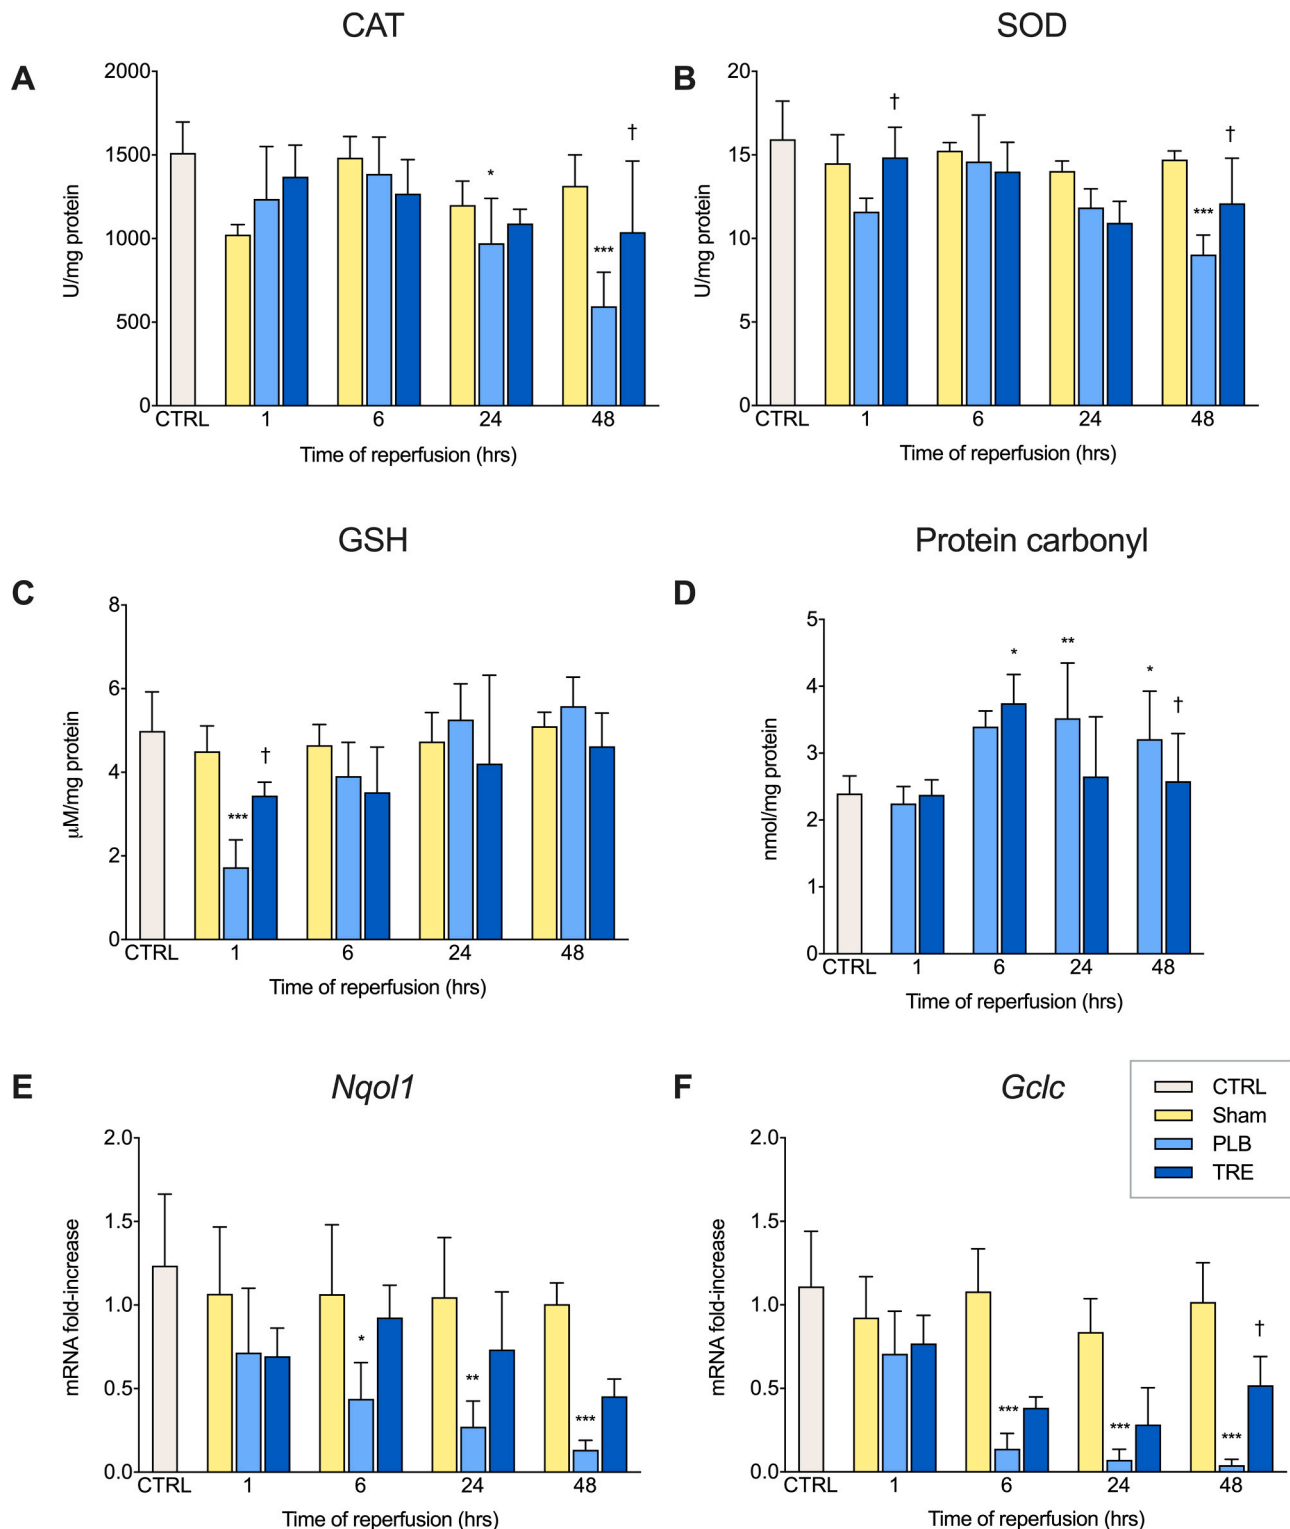 CAT
A
2000
1500
1000
500
0
U/mg protein
*
***
†
CTRL 1 6 24 48
Time of reperfusion (hrs)
SOD
B
20
15
10
5
0
U/mg protein
†
***
†
CTRL 1 6 24 48
Time of reperfusion (hrs)
GSH
C
8
6
4
2
0
µM/mg protein
***
†
CTRL 1 6 24 48
Time of reperfusion (hrs)
Protein carbonyl
D
5
4
3
2
1
0
nmol/mg protein
*
**
*
†
CTRL 1 6 24 48
Time of reperfusion (hrs)
E
Nqol1
2.0
1.5
1.0
0.5
0.0
mRNA fold-increase
*
**
***
CTRL 1 6 24 48
Time of reperfusion (hrs)
F
Gclc
2.0
1.5
1.0
0.5
0.0
mRNA fold-increase
***
***
***
†
CTRL 1 6 24 48
Time of reperfusion (hrs)
CTRL
Sham
PLB
TRE